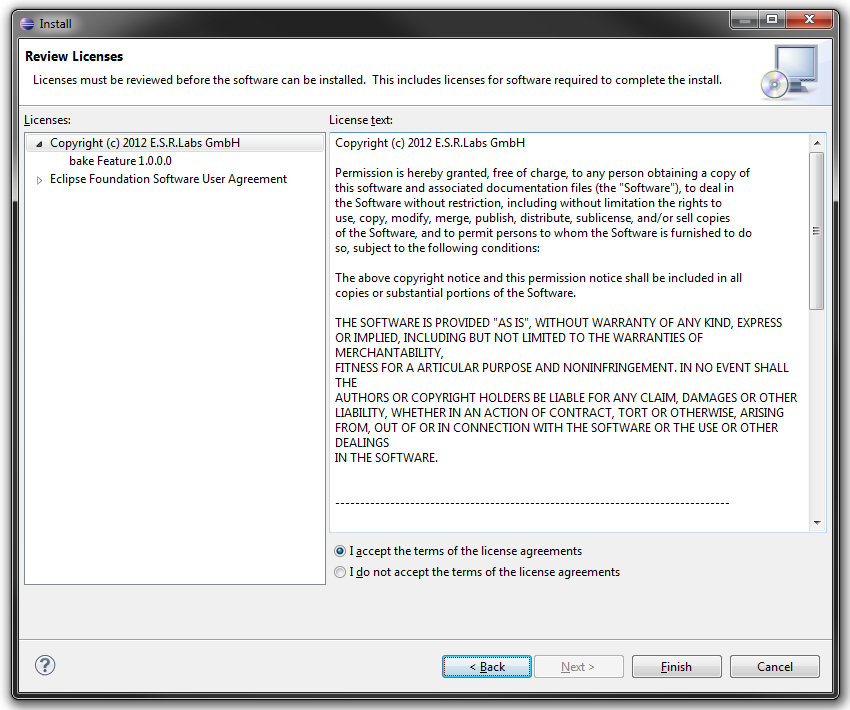 Install
Review Licenses
Licenses must be reviewed before the software can be installed.  This includes licenses for software required to complete the install.
Licenses:
Copyright (c) 2012 E.S.R.Labs GmbH
bake Feature 1.0.0.0
Eclipse Foundation Software User Agreement
License text:
Copyright (c) 2012 E.S.R.Labs GmbH
Permission is hereby granted, free of charge, to any person obtaining a copy of
this software and associated documentation files (the "Software"), to deal in
the Software without restriction, including without limitation the rights to
use, copy, modify, merge, publish, distribute, sublicense, and/or sell copies
of the Software, and to permit persons to whom the Software is furnished to do
so, subject to the following conditions:
The above copyright notice and this permission notice shall be included in all
copies or substantial portions of the Software.
THE SOFTWARE IS PROVIDED "AS IS", WITHOUT WARRANTY OF ANY KIND, EXPRESS
OR IMPLIED, INCLUDING BUT NOT LIMITED TO THE WARRANTIES OF
MERCHANTABILITY,
FITNESS FOR A ARTICULAR PURPOSE AND NONINFRINGEMENT. IN NO EVENT SHALL
THE
AUTHORS OR COPYRIGHT HOLDERS BE LIABLE FOR ANY CLAIM, DAMAGES OR OTHER
LIABILITY, WHETHER IN AN ACTION OF CONTRACT, TORT OR OTHERWISE, ARISING
FROM, OUT OF OR IN CONNECTION WITH THE SOFTWARE OR THE USE OR OTHER
DEALINGS
IN THE SOFTWARE.
-------------------------------------------------------------------------------
I accept the terms of the license agreements
I do not accept the terms of the license agreements
?
< Back
Next >
Finish
Cancel